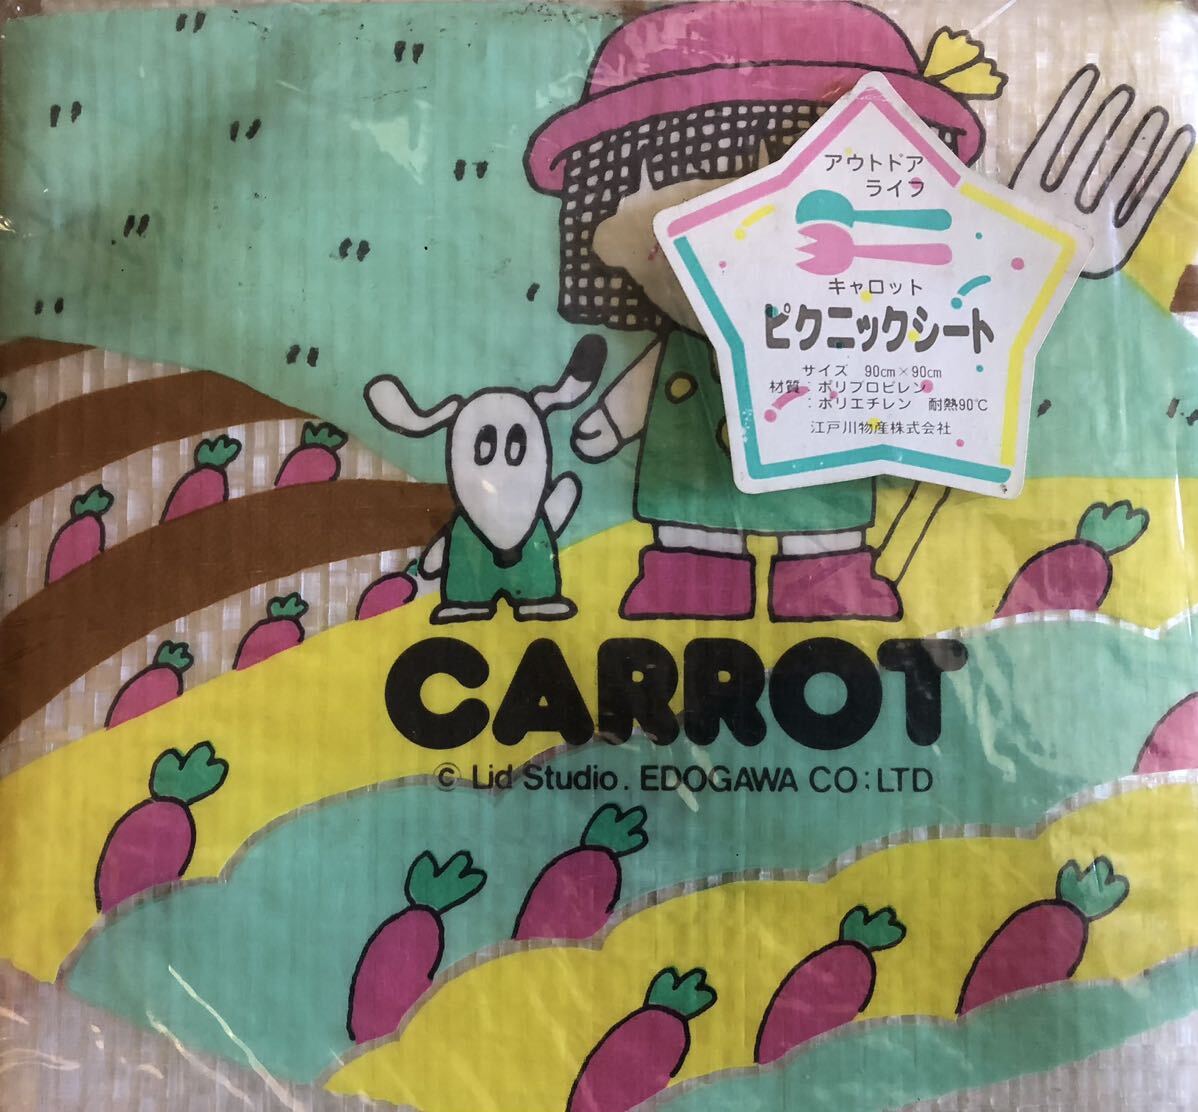 アウトドア
ライフ
キャロット
ピクニックシート
サイズ 90cm×90cm
材質:ポリプロピレン
:ポリエチレン 耐熱90℃
江戸川物産株式会社
CARROT
© Lid Studio. EDOGAWA CO:LTD